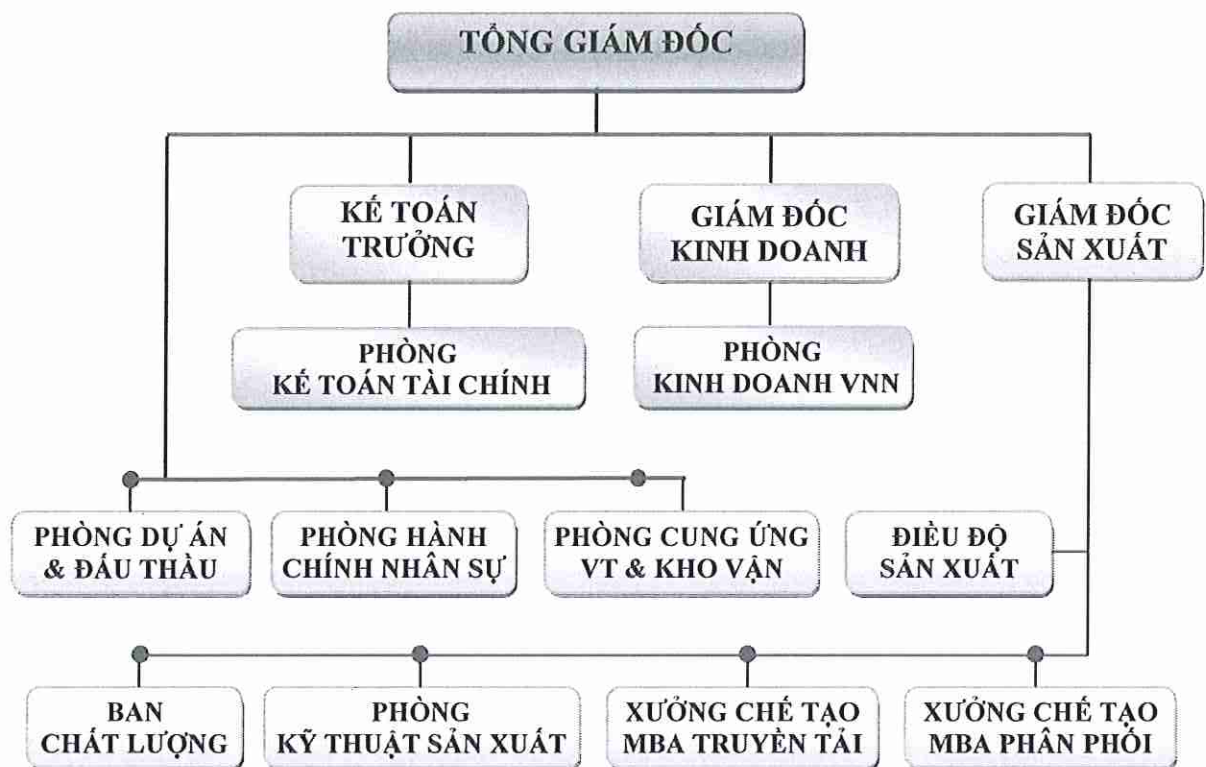 TỔNG GIÁM ĐỐC
KẾ TOÁN
TRƯỞNG
GIÁM ĐỐC
KINH DOANH
GIÁM ĐỐC
SẢN XUẤT
PHÒNG
KẾ TOÁN TÀI CHÍNH
PHÒNG
KINH DOANH VNN
PHÒNG DỰ ÁN
& ĐẤU THẦU
PHÒNG HÀNH
CHÍNH NHÂN SỰ
PHÒNG CUNG ỨNG
VT & KHO VẬN
ĐIỀU ĐỘ
SẢN XUẤT
BAN
CHẤT LƯỢNG
PHÒNG
KỸ THUẬT SẢN XUẤT
XƯỞNG CHẾ TẠO
MBA TRUYỀN TẢI
XƯỞNG CHẾ TẠO
MBA PHÂN PHỐI